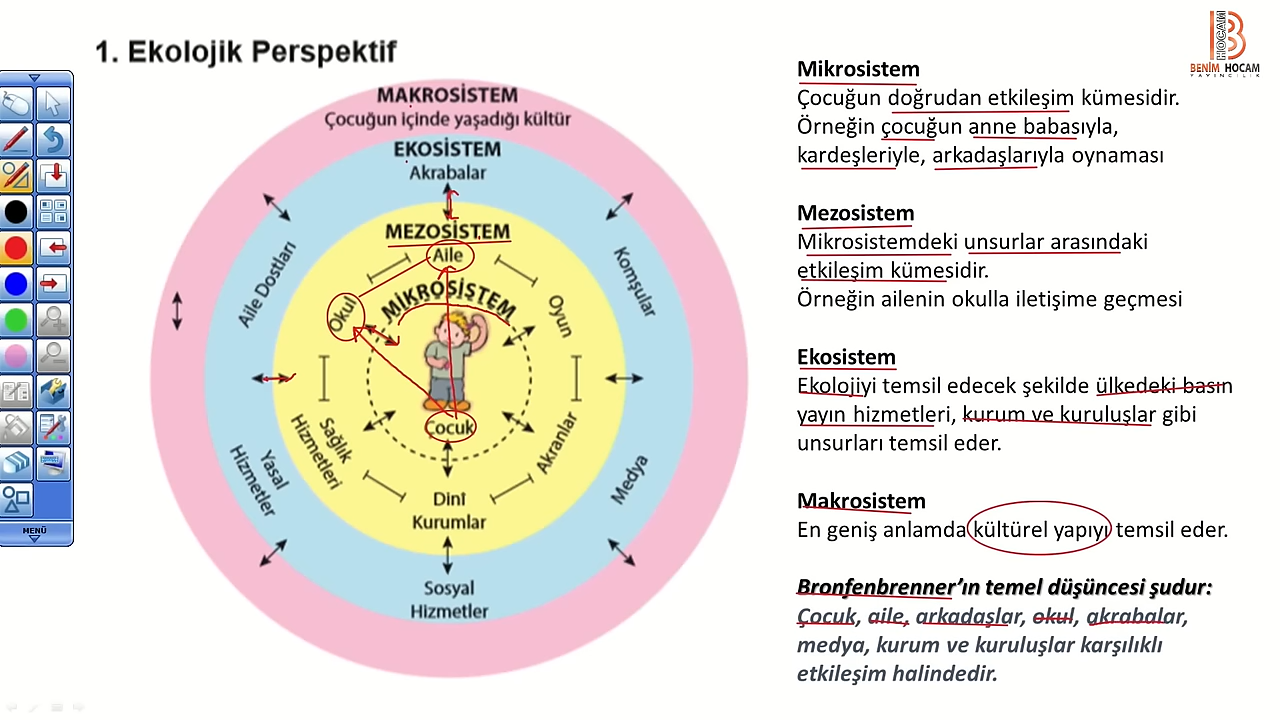 1. Ekolojik Perspektif
BENİM HOCAM
YAYINCILIK
MENÜ
MAKROSİSTEM
Çocuğun içinde yaşadığı kültür
EKOSİSTEM
Akrabalar
MEZOSİSTEM
Aile
MİKROSİSTEM
Okul
Oyun
Aile Dostları
Komşular
Çocuk
Sağlık
Hizmetleri
Akranlar
Yasal
Hizmetler
Medya
Dinî
Kurumlar
Sosyal
Hizmetler
Mikrosistem
Çocuğun doğrudan etkileşim kümesidir.
Örneğin çocuğun anne babasıyla,
kardeşleriyle, arkadaşlarıyla oynaması
Mezosistem
Mikrosistemdeki unsurlar arasındaki
etkileşim kümesidir.
Örneğin ailenin okulla iletişime geçmesi
Ekosistem
Ekolojiyi temsil edecek şekilde ülkedeki basın
yayın hizmetleri, kurum ve kuruluşlar gibi
unsurları temsil eder.
Makrosistem
En geniş anlamda kültürel yapıyı temsil eder.
Bronfenbrenner’ın temel düşüncesi şudur:
Çocuk, aile, arkadaşlar, okul, akrabalar,
medya, kurum ve kuruluşlar karşılıklı
etkileşim halindedir.